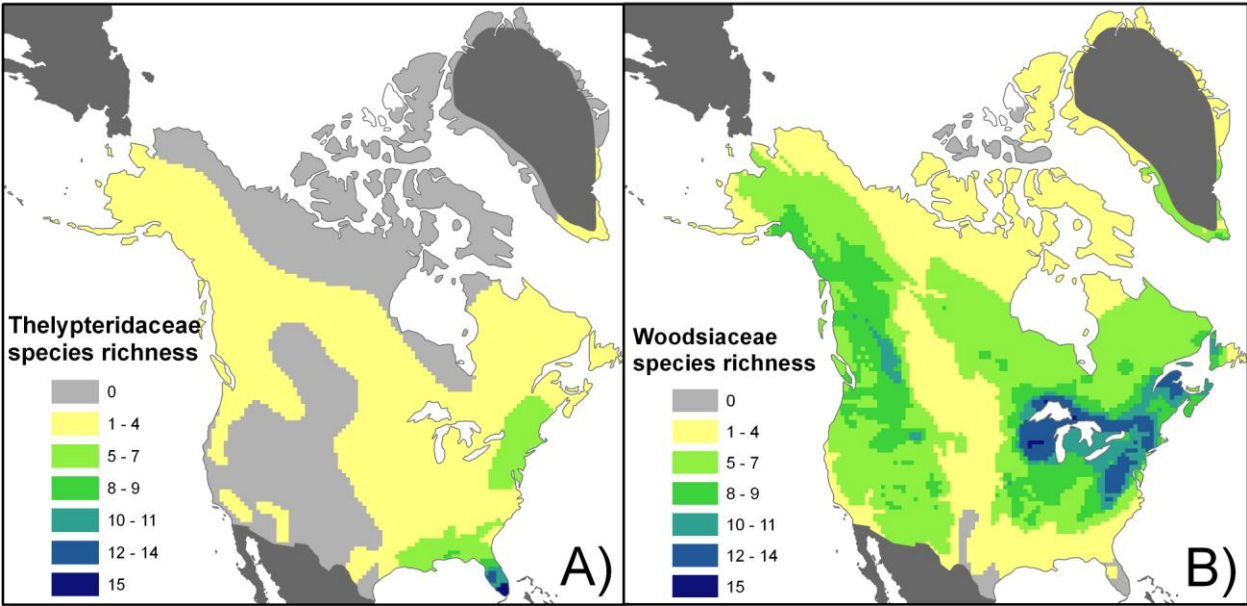 Thelypteridaceae
species richness
0
1 - 4
5 - 7
8 - 9
10 - 11
12 - 14
15
A)
Woodsiaceae
species richness
0
1 - 4
5 - 7
8 - 9
10 - 11
12 - 14
15
B)